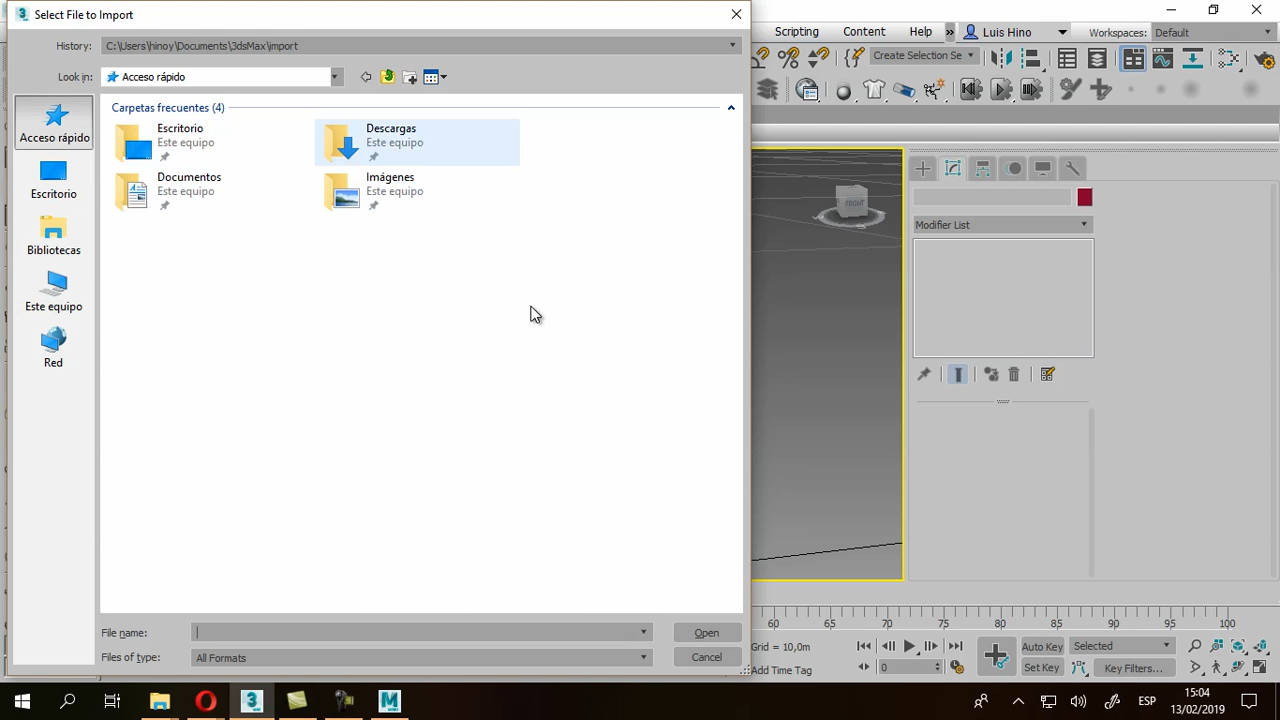 Select File to Import
History: C:\Users\hinoy\Documents\3dsMax\import
Look in: Acceso rápido
Acceso rápido
Escritorio
Bibliotecas
Este equipo
Red
Carpetas frecuentes (4)
Escritorio
Este equipo
Descargas
Este equipo
Documentos
Este equipo
Imágenes
Este equipo
File name:
Open
Files of type: All Formats
Cancel
Scripting Content Help » Luis Hino Workspaces: Default
Create Selection Se
FRONT
Modifier List
60 65 70 75 80 85 90 95 100
Grid = 10,0m
Auto Key Selected
Add Time Tag
0
Set Key Key Filters...
3
M
ESP
15:04
13/02/2019